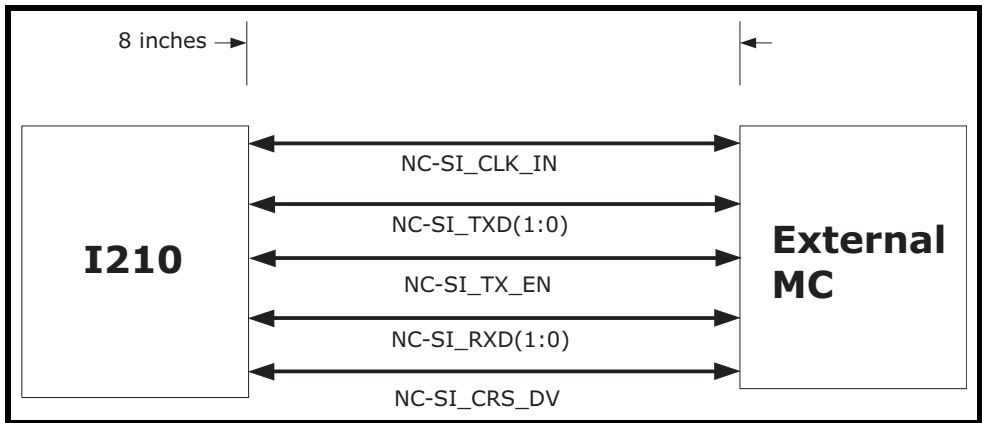 8 inches
NC-SI_CLK_IN
NC-SI_TXD(1:0)
I210
External
MC
NC-SI_TX_EN
NC-SI_RXD(1:0)
NC-SI_CRS_DV